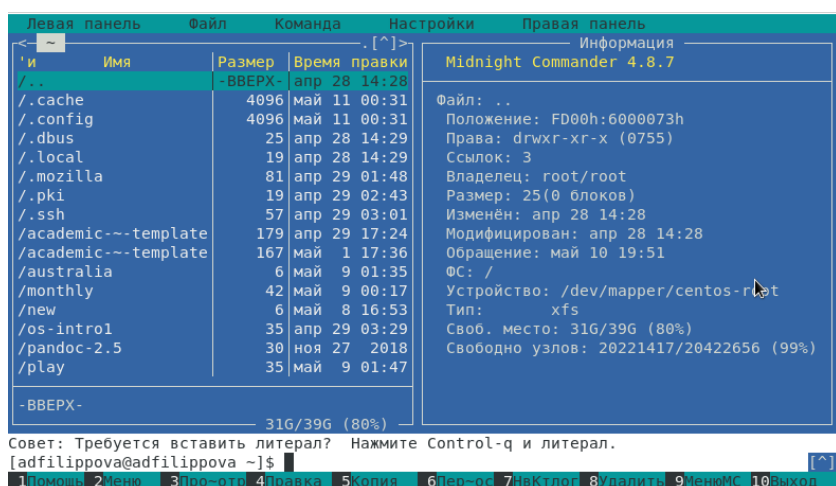 Левая панель Файл Команда Настройки Правая панель
<- ~ .[^]>
'и Имя Размер Время правки
/.. -ВВЕРХ- апр 28 14:28
/.cache 4096 май 11 00:31
/.config 4096 май 11 00:31
/.dbus 25 апр 28 14:29
/.local 19 апр 28 14:29
/.mozilla 81 апр 29 01:48
/.pki 19 апр 29 02:43
/.ssh 57 апр 29 03:01
/academic-~-template 179 апр 29 17:24
/academic-~-template 167 май 1 17:36
/australia 6 май 9 01:35
/monthly 42 май 9 00:17
/new 6 май 8 16:53
/os-intro1 35 апр 29 03:29
/pandoc-2.5 30 ноя 27 2018
/play 35 май 9 01:47
-ВВЕРХ-
31G/39G (80%)
Информация
Midnight Commander 4.8.7
Файл: ..
Положение: FD00h:6000073h
Права: drwxr-xr-x (0755)
Ссылок: 3
Владелец: root/root
Размер: 25(0 блоков)
Изменён: апр 28 14:28
Модифицирован: апр 28 14:28
Обращение: май 10 19:51
ФС: /
Устройство: /dev/mapper/centos-root
Тип: xfs
Своб. место: 31G/39G (80%)
Свободно узлов: 20221417/20422656 (99%)
Совет: Требуется вставить литерал? Нажмите Control-q и литерал.
[adfilippova@adfilippova ~]$ [^]
1Помощь 2Меню 3Про~отр 4Правка 5Копия 6Пер~ос 7НвКтлог 8Удалить 9МенюMC 10Выход